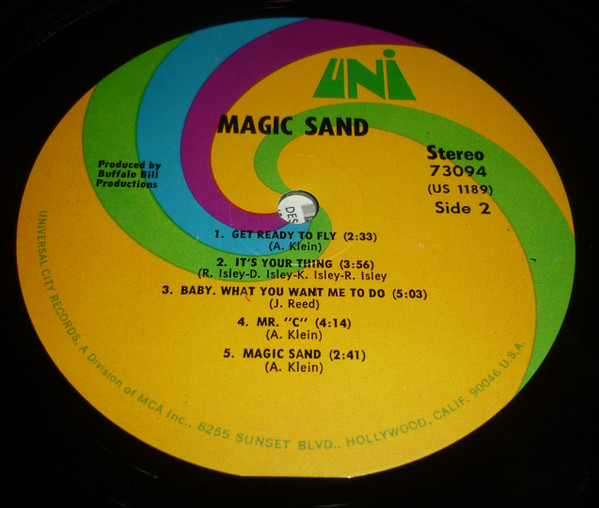 UNI
MAGIC SAND
Produced by
Buffalo Bill
Productions
Stereo
73094
(US 1189)
Side 2
DES
1. GET READY TO FLY (2:33)
(A. Klein)
2. IT'S YOUR THING (3:56)
(R. Isley-D. Isley-K. Isley-R. Isley
3. BABY. WHAT YOU WANT ME TO DO (5:03)
(J. Reed)
4. MR. "C" (4:14)
(A. Klein)
5. MAGIC SAND (2:41)
(A. Klein)
UNIVERSAL CITY RECORDS, A Division of MCA Inc., 8255 SUNSET BLVD., HOLLYWOOD, CALIF. 90046 U.S.A.